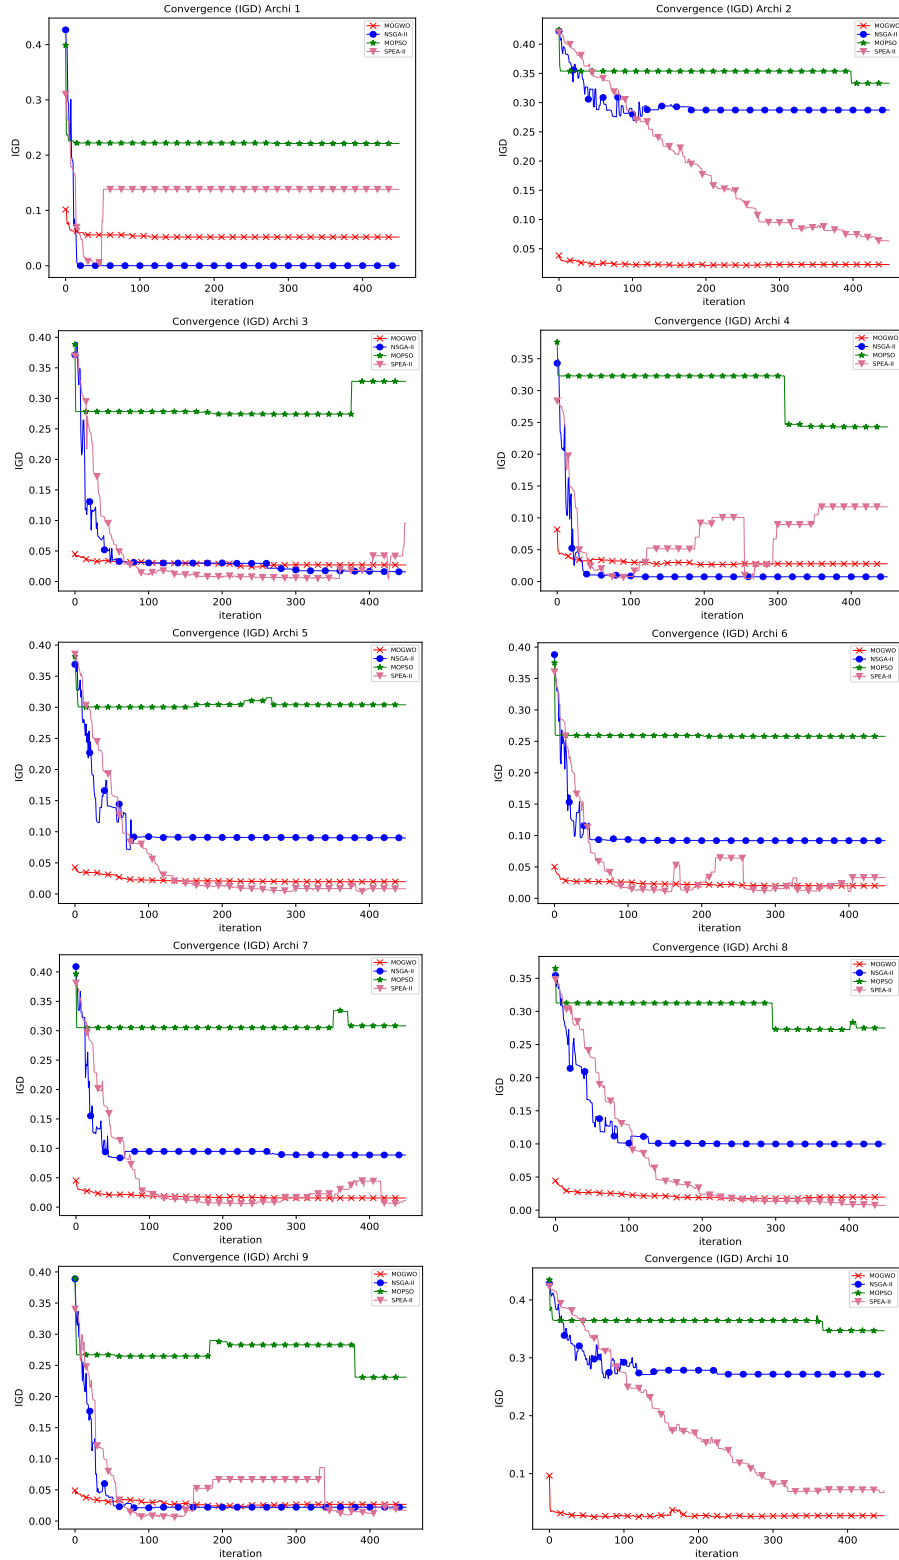 Convergence (IGD) Archi 1
MOGWO
NSGA-II
MOPSO
SPEA-II
0.4
0.3
0.2
0.1
0.0
IGD
0 100 200 300 400
iteration
Convergence (IGD) Archi 2
MOGWO
NSGA-II
MOPSO
SPEA-II
0.40
0.35
0.30
0.25
0.20
0.15
0.10
0.05
IGD
0 100 200 300 400
iteration
Convergence (IGD) Archi 3
MOGWO
NSGA-II
MOPSO
SPEA-II
0.40
0.35
0.30
0.25
0.20
0.15
0.10
0.05
0.00
IGD
0 100 200 300 400
iteration
Convergence (IGD) Archi 4
MOGWO
NSGA-II
MOPSO
SPEA-II
0.35
0.30
0.25
0.20
0.15
0.10
0.05
0.00
IGD
0 100 200 300 400
iteration
Convergence (IGD) Archi 5
MOGWO
NSGA-II
MOPSO
SPEA-II
0.40
0.35
0.30
0.25
0.20
0.15
0.10
0.05
0.00
IGD
0 100 200 300 400
iteration
Convergence (IGD) Archi 6
MOGWO
NSGA-II
MOPSO
SPEA-II
0.40
0.35
0.30
0.25
0.20
0.15
0.10
0.05
0.00
IGD
0 100 200 300 400
iteration
Convergence (IGD) Archi 7
MOGWO
NSGA-II
MOPSO
SPEA-II
0.40
0.35
0.30
0.25
0.20
0.15
0.10
0.05
0.00
IGD
0 100 200 300 400
iteration
Convergence (IGD) Archi 8
MOGWO
NSGA-II
MOPSO
SPEA-II
0.35
0.30
0.25
0.20
0.15
0.10
0.05
0.00
IGD
0 100 200 300 400
iteration
Convergence (IGD) Archi 9
MOGWO
NSGA-II
MOPSO
SPEA-II
0.40
0.35
0.30
0.25
0.20
0.15
0.10
0.05
0.00
IGD
0 100 200 300 400
iteration
Convergence (IGD) Archi 10
MOGWO
NSGA-II
MOPSO
SPEA-II
0.4
0.3
0.2
0.1
IGD
0 100 200 300 400
iteration